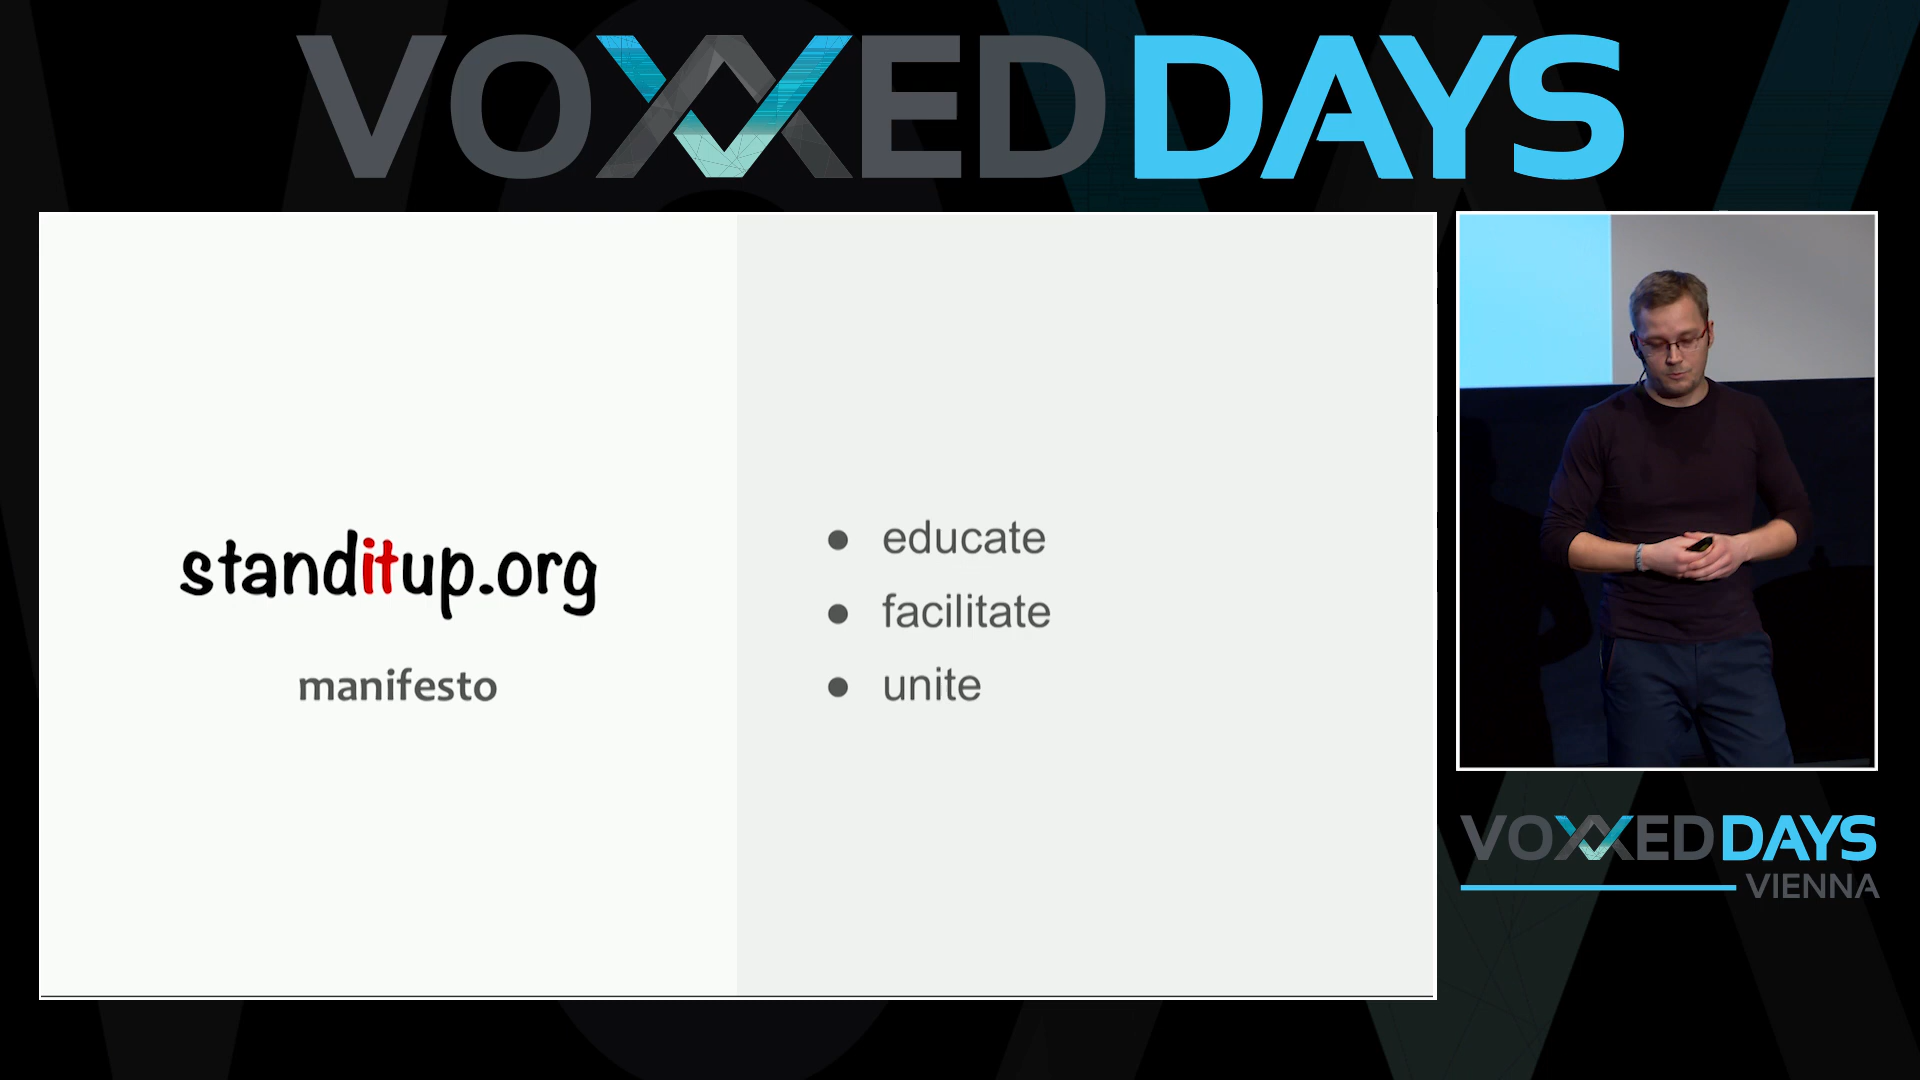 VOXXED DAYS
standitup.org
manifesto
● educate
● facilitate
● unite
VOXXED DAYS
VIENNA